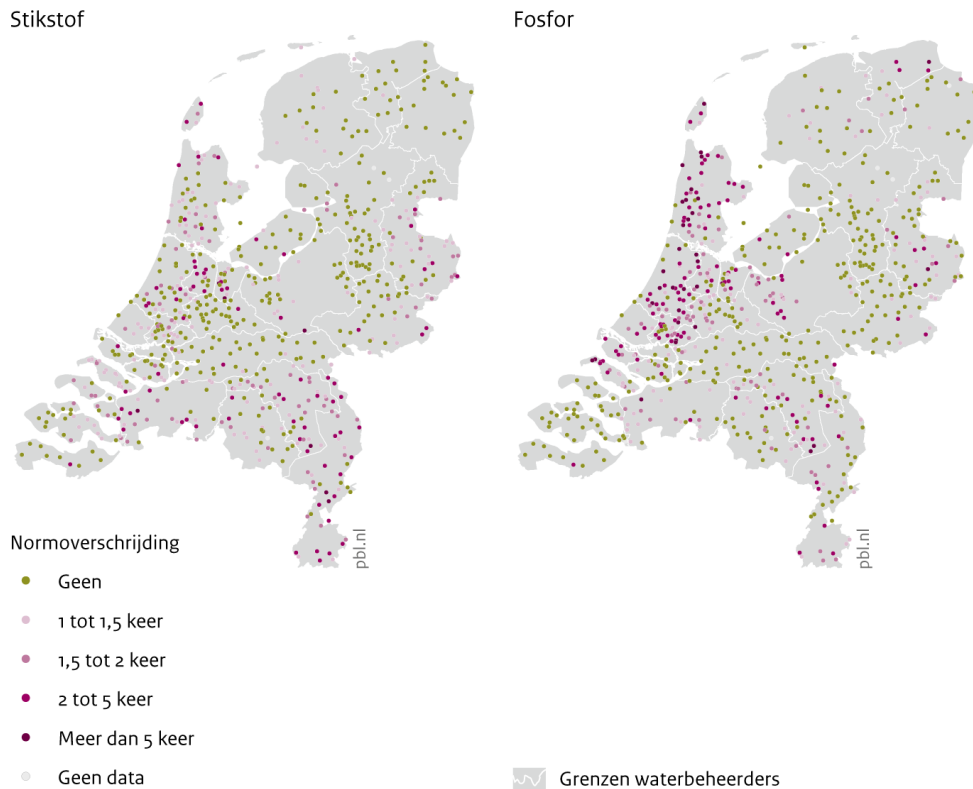 Stikstof
Fosfor
pbl.nl
pbl.nl
Normoverschrijding
Geen
1 tot 1,5 keer
1,5 tot 2 keer
2 tot 5 keer
Meer dan 5 keer
Geen data
Grenzen waterbeheerders